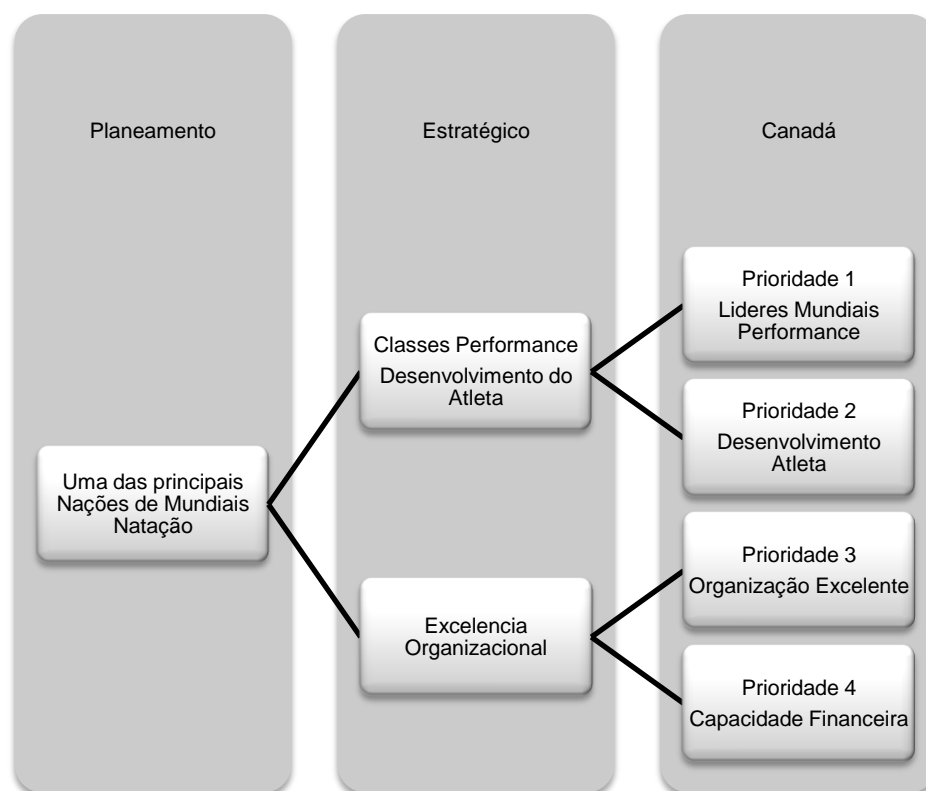 Planeamento
Estratégico
Canadá
Uma das principais
Nações de Mundiais
Natação
Classes Performance
Desenvolvimento do
Atleta
Excelencia
Organizacional
Prioridade 1
Lideres Mundiais
Performance
Prioridade 2
Desenvolvimento
Atleta
Prioridade 3
Organização Excelente
Prioridade 4
Capacidade Financeira